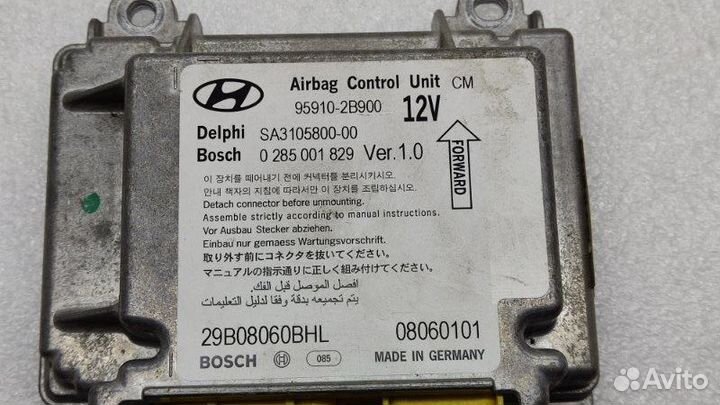 Airbag Control Unit CM
95910-2B900 12V
Delphi SA3105800-00
Bosch 0 285 001 829 Ver.1.0
FORWARD
이 장치를 떼어내기 전에 커넥터를 분리시키시오.
안내 책자의 지침에 따라서만 이 장치를 조립하십시오.
Detach connector before unmounting.
Assemble strictly according to manual instructions.
Vor Ausbau Stecker abziehen.
Einbau nur gemaess Wartungsvorschrift.
取り外す前にコネクタを抜いてください。
マニュアルの指示通りに正しく組み付けてください。
افصل الموصل قبل الفك.
يتم تجميعه بدقة وفقا لدليل التعليمات
29B08060BHL 08060101
BOSCH 085 MADE IN GERMANY
Avito